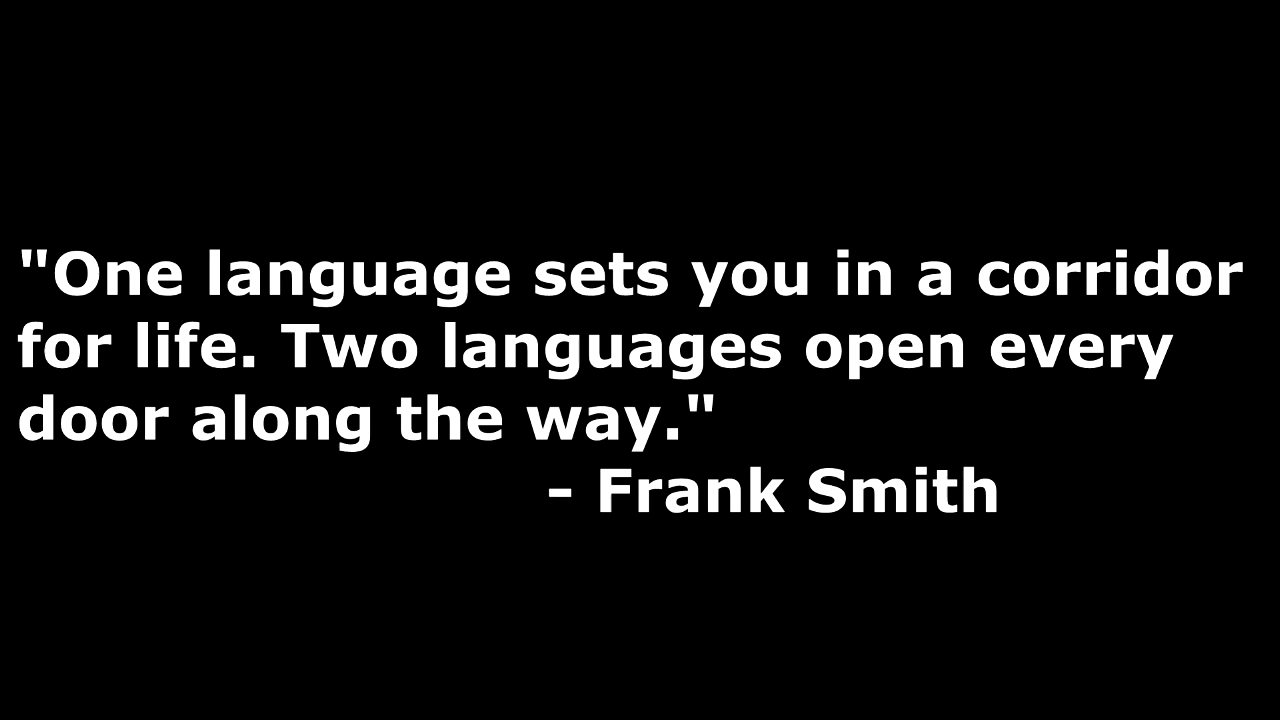 "One language sets you in a corridor
for life. Two languages open every
door along the way."
- Frank Smith